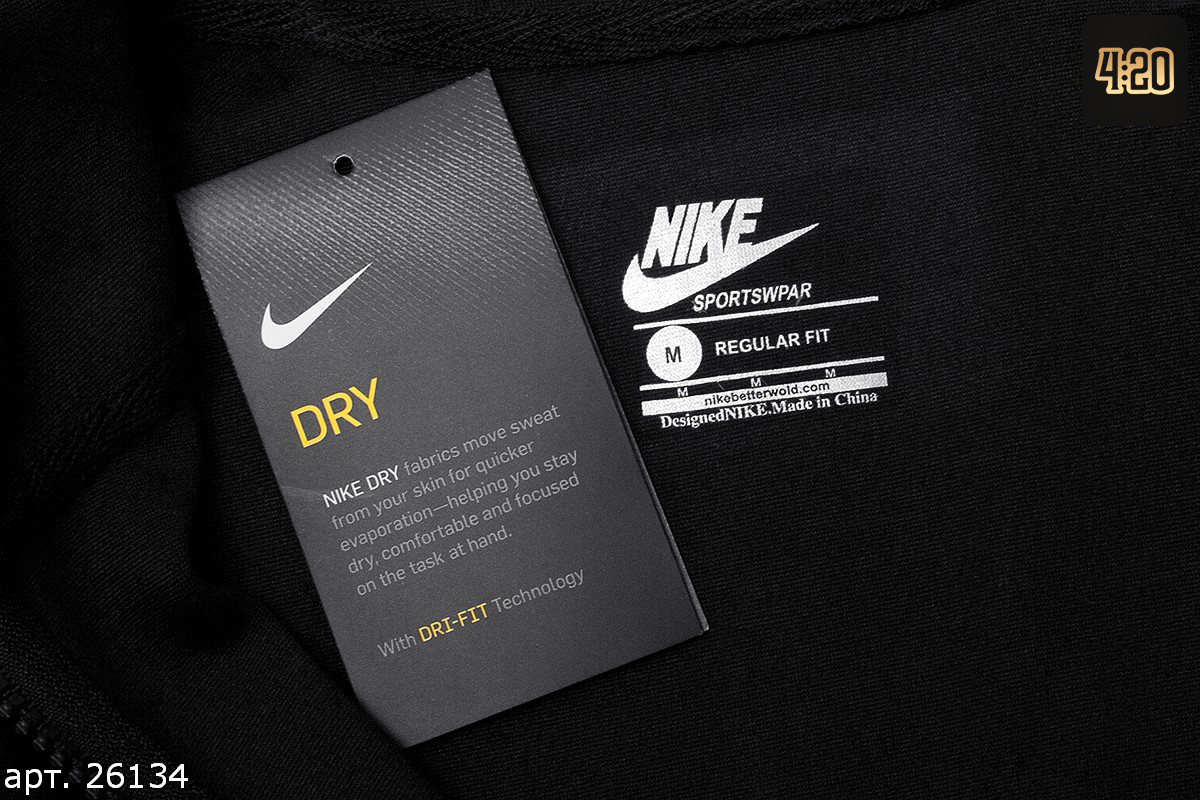 4:20
DRY
NIKE DRY fabrics move sweat
from your skin for quicker
evaporation—helping you stay
dry, comfortable and focused
on the task at hand.
With DRI-FIT Technology
NIKE
SPORTSWPAR
M REGULAR FIT
M M M
nikebetterwold.com
DesignedNIKE.Made in China
арт. 26134